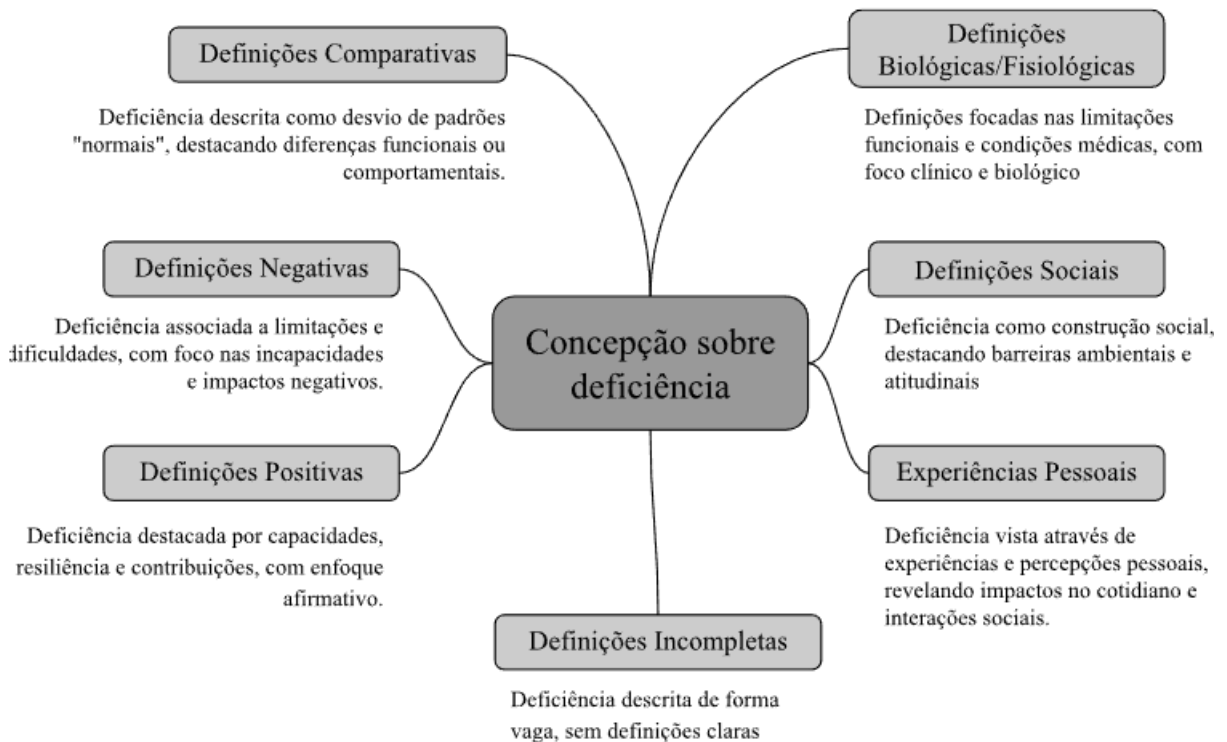 Definições Comparativas
Deficiência descrita como desvio de padrões
"normais", destacando diferenças funcionais ou
comportamentais.
Definições
Biológicas/Fisiológicas
Definições focadas nas limitações
funcionais e condições médicas, com
foco clínico e biológico
Definições Negativas
Deficiência associada a limitações e
dificuldades, com foco nas incapacidades
e impactos negativos.
Concepção sobre
deficiência
Definições Sociais
Deficiência como construção social,
destacando barreiras ambientais e
atitudinais
Definições Positivas
Deficiência destacada por capacidades,
resiliência e contribuições, com enfoque
afirmativo.
Experiências Pessoais
Deficiência vista através de
experiências e percepções pessoais,
revelando impactos no cotidiano e
interações sociais.
Definições Incompletas
Deficiência descrita de forma
vaga, sem definições claras